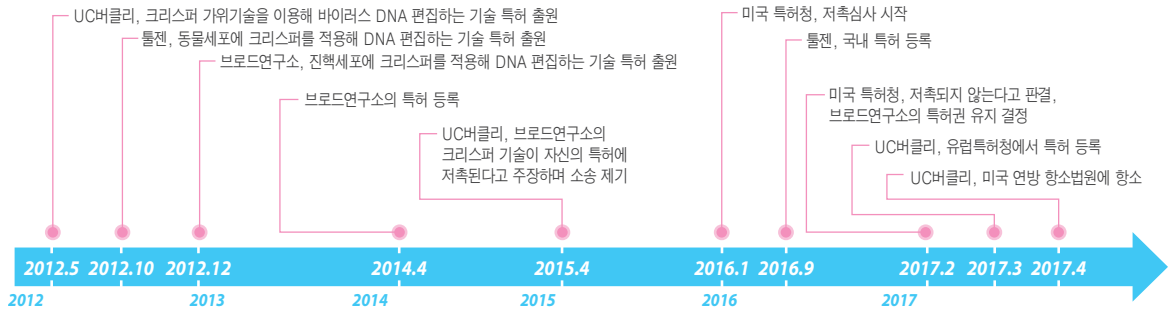 UC버클리, 크리스퍼 가위기술을 이용해 바이러스 DNA 편집하는 기술 특허 출원
툴젠, 동물세포에 크리스퍼를 적용해 DNA 편집하는 기술 특허 출원
브로드연구소, 진핵세포에 크리스퍼를 적용해 DNA 편집하는 기술 특허 출원
브로드연구소의 특허 등록
UC버클리, 브로드연구소의
크리스퍼 기술이 자신의 특허에
저촉된다고 주장하며 소송 제기
미국 특허청, 저촉심사 시작
툴젠, 국내 특허 등록
미국 특허청, 저촉되지 않는다고 판결,
브로드연구소의 특허권 유지 결정
UC버클리, 유럽특허청에서 특허 등록
UC버클리, 미국 연방 항소법원에 항소
2012.5 2012.10 2012.12 2014.4 2015.4 2016.1 2016.9 2017.2 2017.3 2017.4
2012 2013 2014 2015 2016 2017